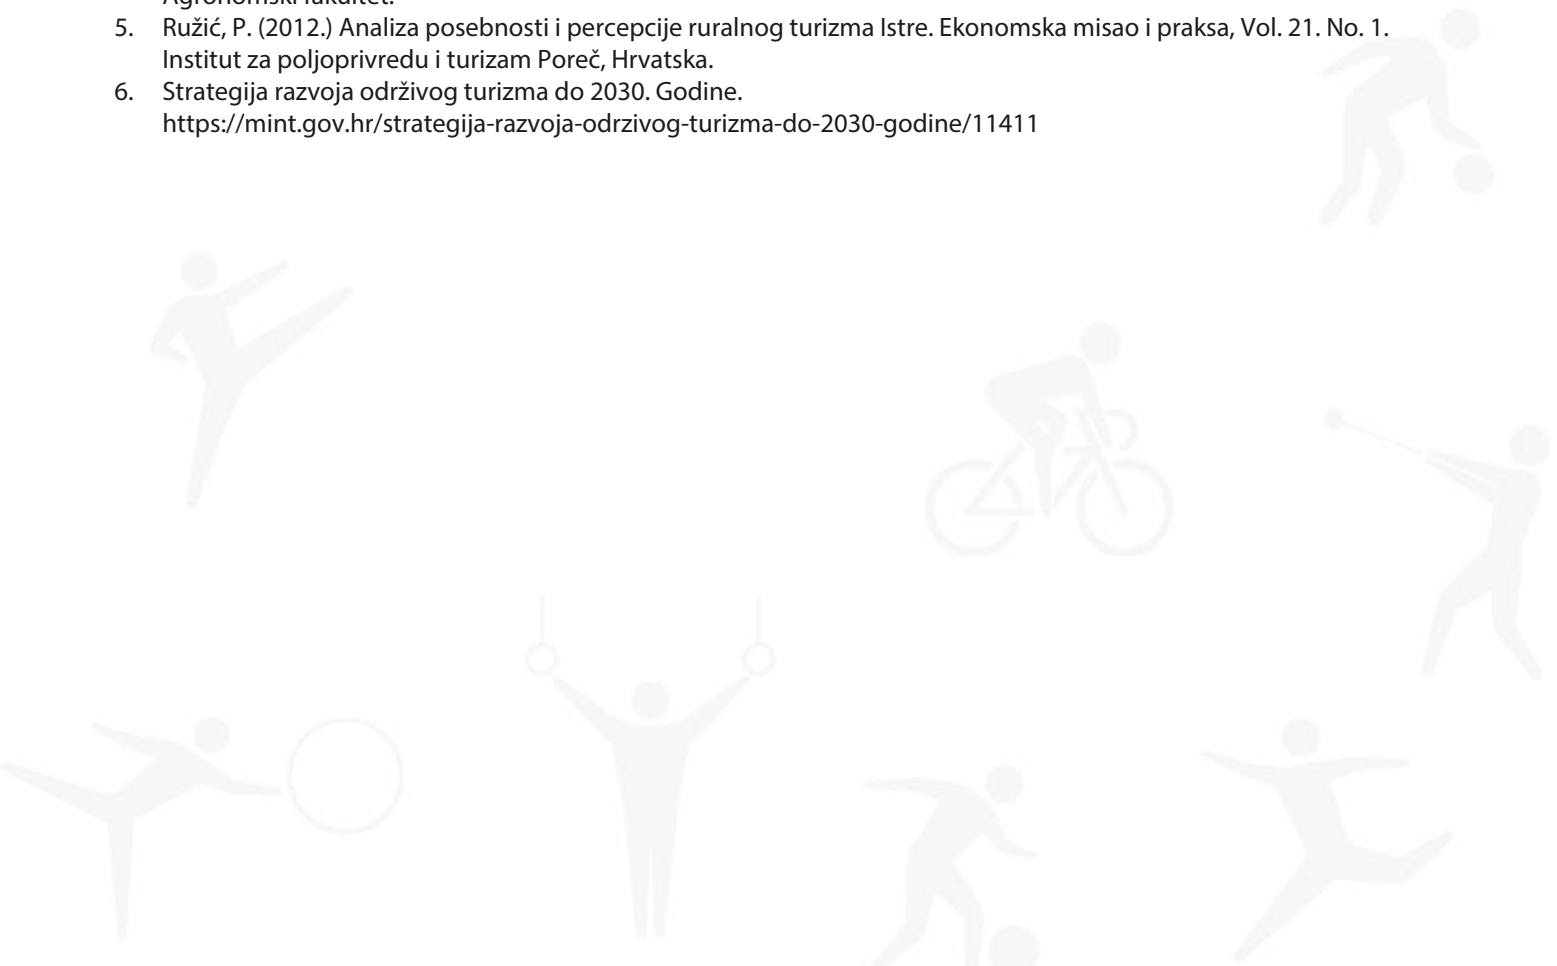 Agronomski fakultet.
5. Ružić, P. (2012.) Analiza posebnosti i percepcije ruralnog turizma Istre. Ekonomska misao i praksa, Vol. 21. No. 1.
Institut za poljoprivredu i turizam Poreč, Hrvatska.
6. Strategija razvoja održivog turizma do 2030. Godine.
https://mint.gov.hr/strategija-razvoja-odrzivog-turizma-do-2030-godine/11411